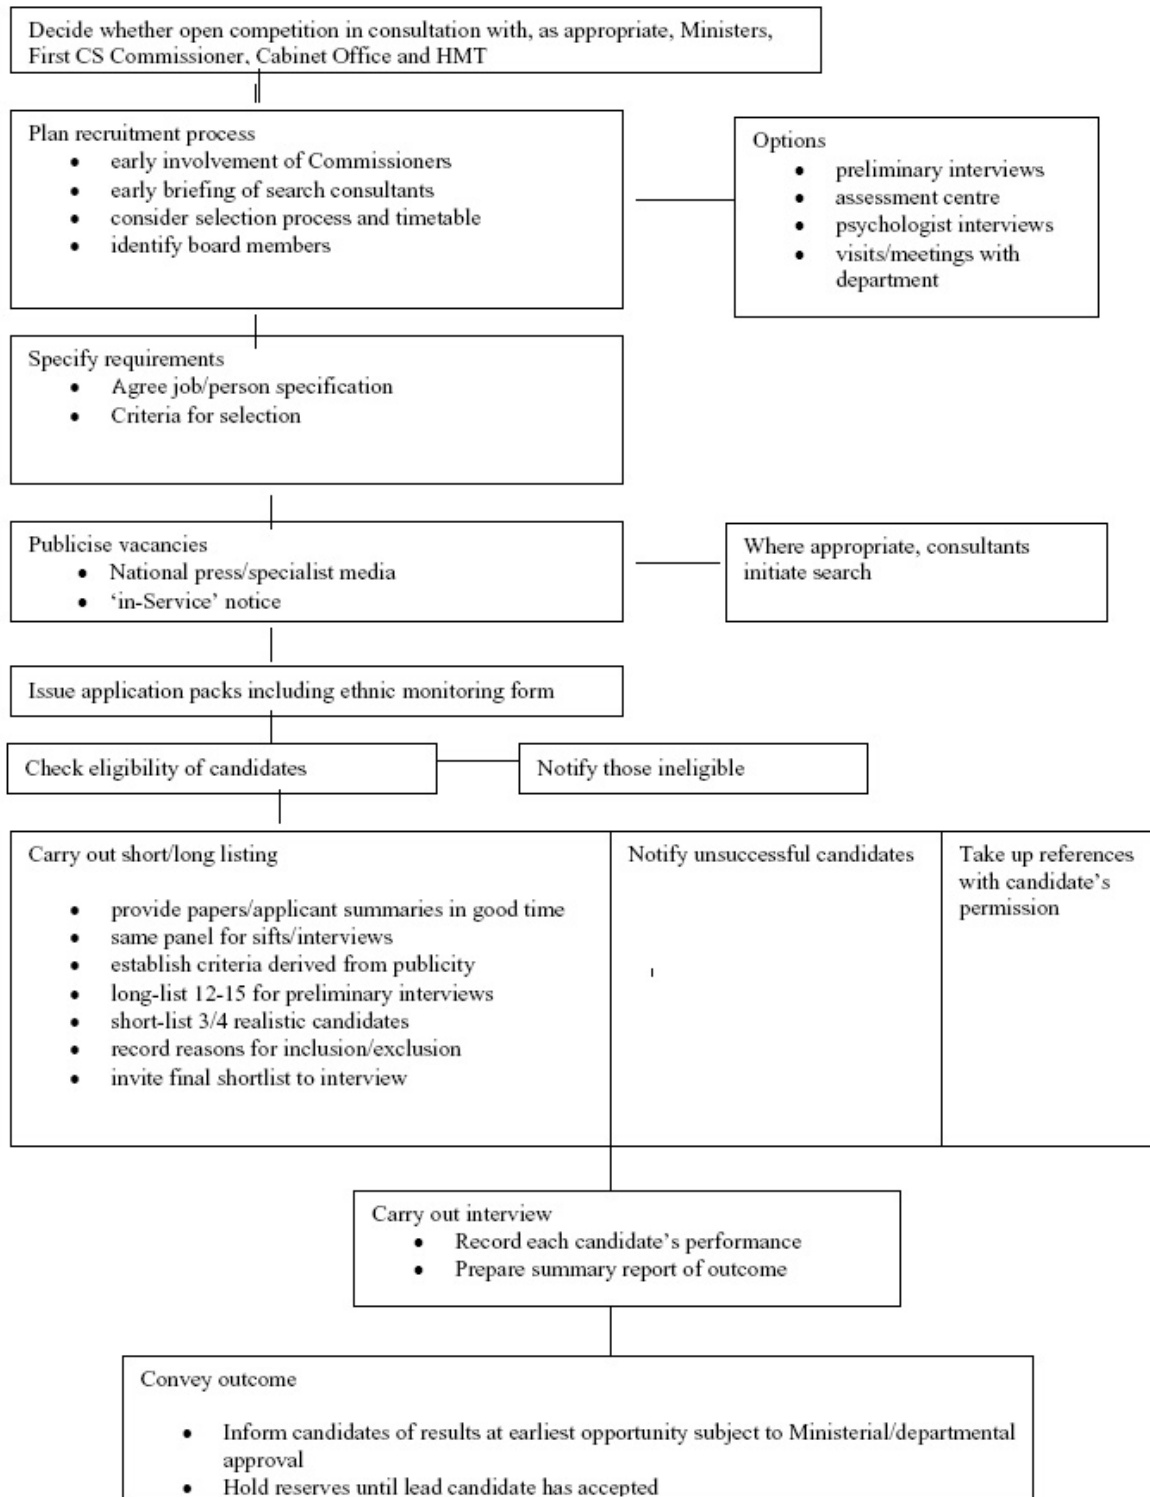 Decide whether open competition in consultation with, as appropriate, Ministers,
First CS Commissioner, Cabinet Office and HMT
Plan recruitment process
• early involvement of Commissioners
• early briefing of search consultants
• consider selection process and timetable
• identify board members
Options
• preliminary interviews
• assessment centre
• psychologist interviews
• visits/meetings with
department
Specify requirements
• Agree job/person specification
• Criteria for selection
Publicise vacancies
• National press/specialist media
• ‘in-Service’ notice
Where appropriate, consultants
initiate search
Issue application packs including ethnic monitoring form
Check eligibility of candidates
Notify those ineligible
Carry out short/long listing
• provide papers/applicant summaries in good time
• same panel for sifts/interviews
• establish criteria derived from publicity
• long-list 12-15 for preliminary interviews
• short-list 3/4 realistic candidates
• record reasons for inclusion/exclusion
• invite final shortlist to interview
Notify unsuccessful candidates
Take up references
with candidate’s
permission
Carry out interview
• Record each candidate’s performance
• Prepare summary report of outcome
Convey outcome
• Inform candidates of results at earliest opportunity subject to Ministerial/departmental
approval
• Hold reserves until lead candidate has accepted